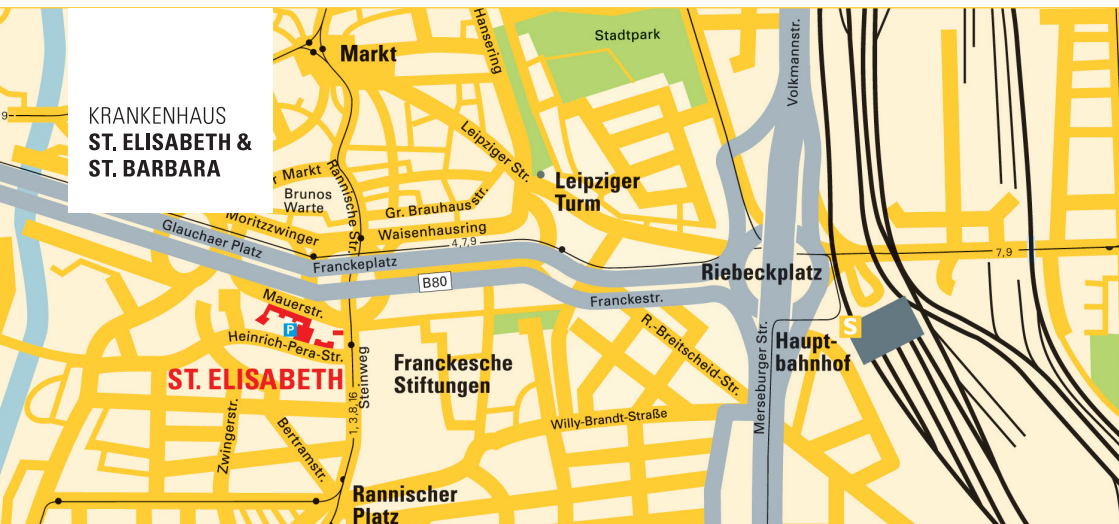 Hansering
Stadtpark
Volkmannstr.
Markt
9
KRANKENHAUS
ST. ELISABETH &
ST. BARBARA
Leipziger Str.
Rannische Str.
r Markt
Brunos
Warte
Leipziger
Turm
Gr. Brauhausstr.
Moritzzwinger
Waisenhausring
Glauchaer Platz
4,7,9
7,9
Franckeplatz
Riebeckplatz
B80
Franckestr.
Mauerstr.
P
Heinrich-Pera-Str.
R.-Breitscheid-Str.
S
Haupt-
bahnhof
Merseburger Str.
ST. ELISABETH
Steinweg
1, 3.8,16
Franckesche
Stiftungen
Willy-Brandt-Straße
Zwingerstr.
Bertramstr.
Rannischer
Platz